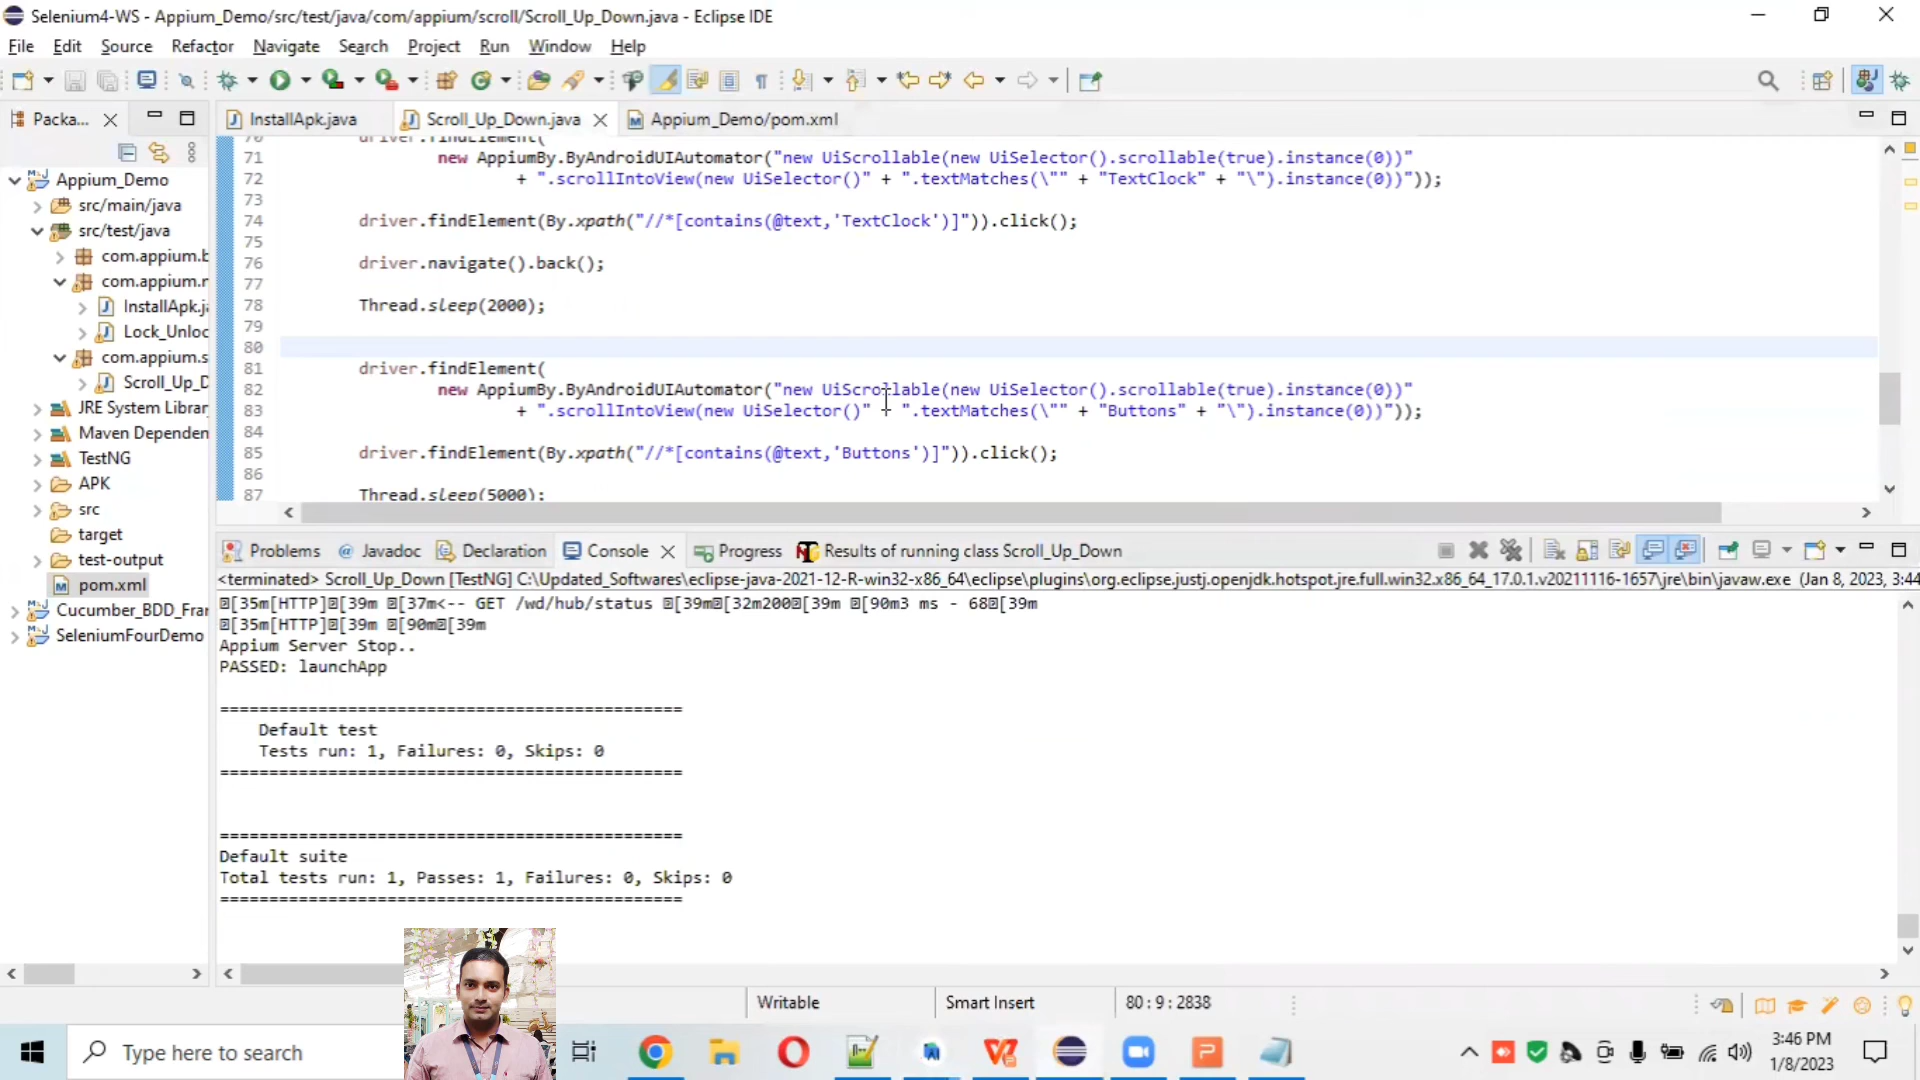 Selenium4-WS - Appium_Demo/src/test/java/com/appium/scroll/Scroll_Up_Down.java - Eclipse IDE
File Edit Source Refactor Navigate Search Project Run Window Help
Packa...
InstallApk.java Scroll_Up_Down.java Appium_Demo/pom.xml
Appium_Demo
src/main/java
src/test/java
com.appium.b
com.appium.r
InstallApk.ja
Lock_Unloc
com.appium.s
Scroll_Up_D
JRE System Library
Maven Dependen
TestNG
APK
src
target
test-output
pom.xml
Cucumber_BDD_Fra
SeleniumFourDemo
70 driver.findElement(
71 new AppiumBy.ByAndroidUIAutomator("new UiScrollable(new UiSelector().scrollable(true).instance(0))"
72 + ".scrollIntoView(new UiSelector()" + ".textMatches(\"" + "TextClock" + "\").instance(0))"));
73
74 driver.findElement(By.xpath("//*[contains(@text,'TextClock')]")).click();
75
76 driver.navigate().back();
77
78 Thread.sleep(2000);
79
80
81 driver.findElement(
82 new AppiumBy.ByAndroidUIAutomator("new UiScrollable(new UiSelector().scrollable(true).instance(0))"
83 + ".scrollIntoView(new UiSelector()" + ".textMatches(\"" + "Buttons" + "\").instance(0))"));
84
85 driver.findElement(By.xpath("//*[contains(@text,'Buttons')]")).click();
86
87 Thread.sleep(5000);
Problems Javadoc Declaration Console Progress Results of running class Scroll_Up_Down
<terminated> Scroll_Up_Down [TestNG] C:\Updated_Softwares\eclipse-java-2021-12-R-win32-x86_64\eclipse\plugins\org.eclipse.justj.openjdk.hotspot.jre.full.win32.x86_64_17.0.1.v20211116-1657\jre\bin\javaw.exe (Jan 8, 2023, 3:44
[35m[HTTP][39m [37m<-- GET /wd/hub/status [39m[32m200[39m [90m3 ms - 68[39m
[35m[HTTP][39m [90m[39m
Appium Server Stop..
PASSED: launchApp
===============================================
Default test
Tests run: 1, Failures: 0, Skips: 0
===============================================
===============================================
Default suite
Total tests run: 1, Passes: 1, Failures: 0, Skips: 0
===============================================
Writable Smart Insert 80 : 9 : 2838
Type here to search
3:46 PM
1/8/2023